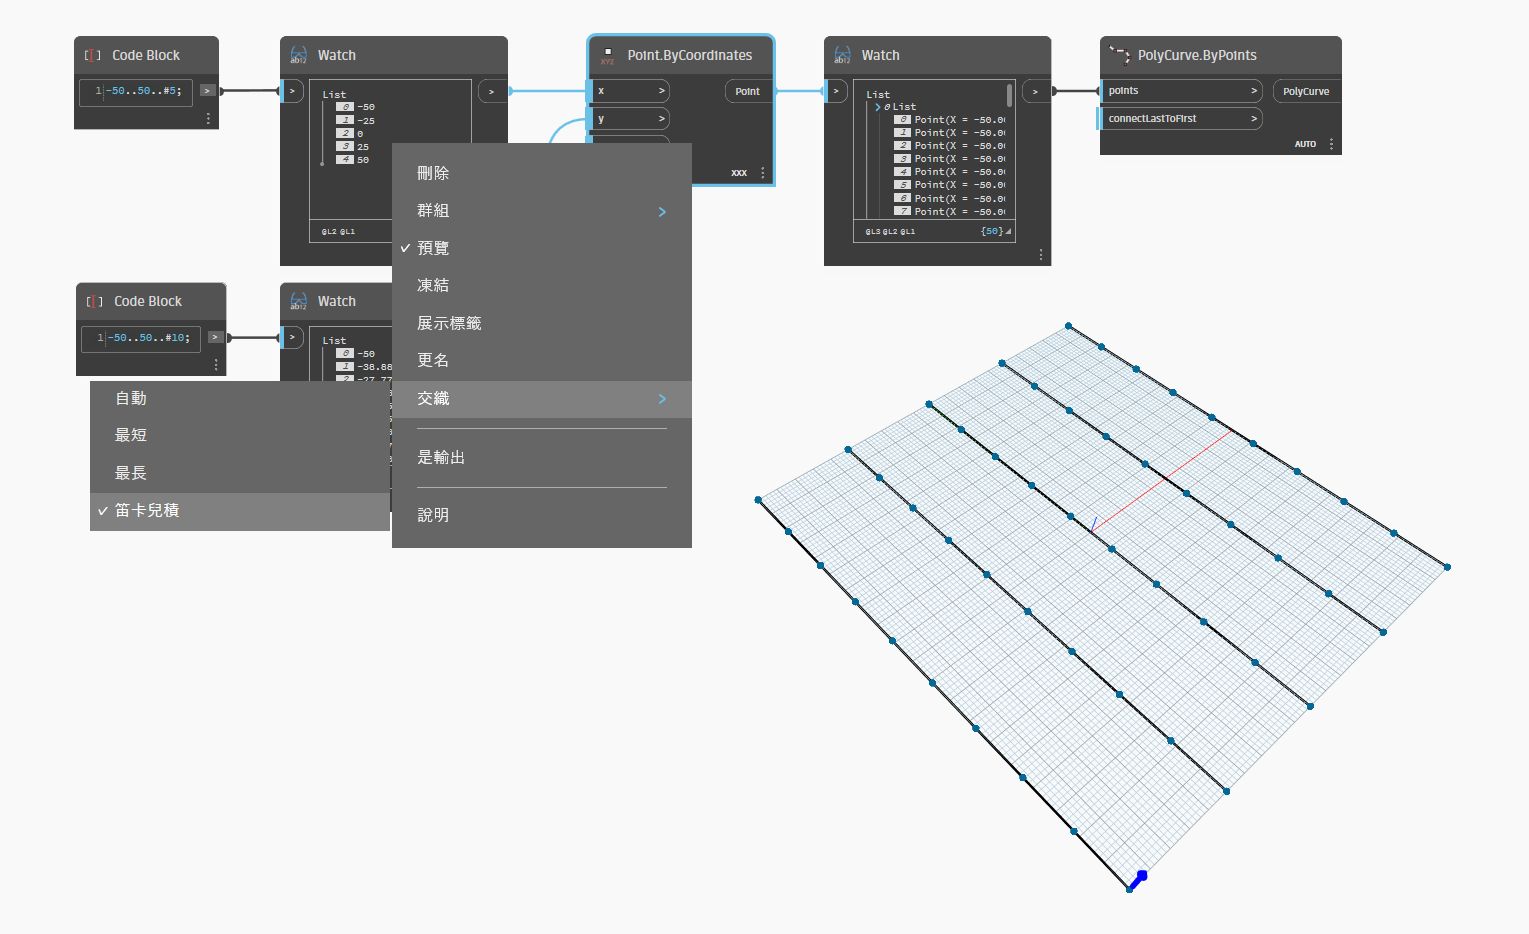 Code Block
1 -50..50..#5;
>
Watch
>
>
List
0 -50
1 -25
2 0
3 25
4 50
@L2 @L1
Point.ByCoordinates
XYZ
x >
y >
Point
XXX
Watch
>
>
List
0 List
0 Point(X = -50.0
1 Point(X = -50.0
2 Point(X = -50.0
3 Point(X = -50.0
4 Point(X = -50.0
5 Point(X = -50.0
6 Point(X = -50.0
7 Point(X = -50.0
@L3 @L2 @L1 {50}
PolyCurve.ByPoints
points >
connectLastToFirst >
PolyCurve
AUTO
Code Block
1 -50..50..#10;
>
Watch
>
List
0 -50
1 -38.88
2 -27.77
刪除
群組 >
✓ 預覽
凍結
展示標籤
更名
交織 >
是輸出
說明
自動
最短
最長
✓ 笛卡兒積